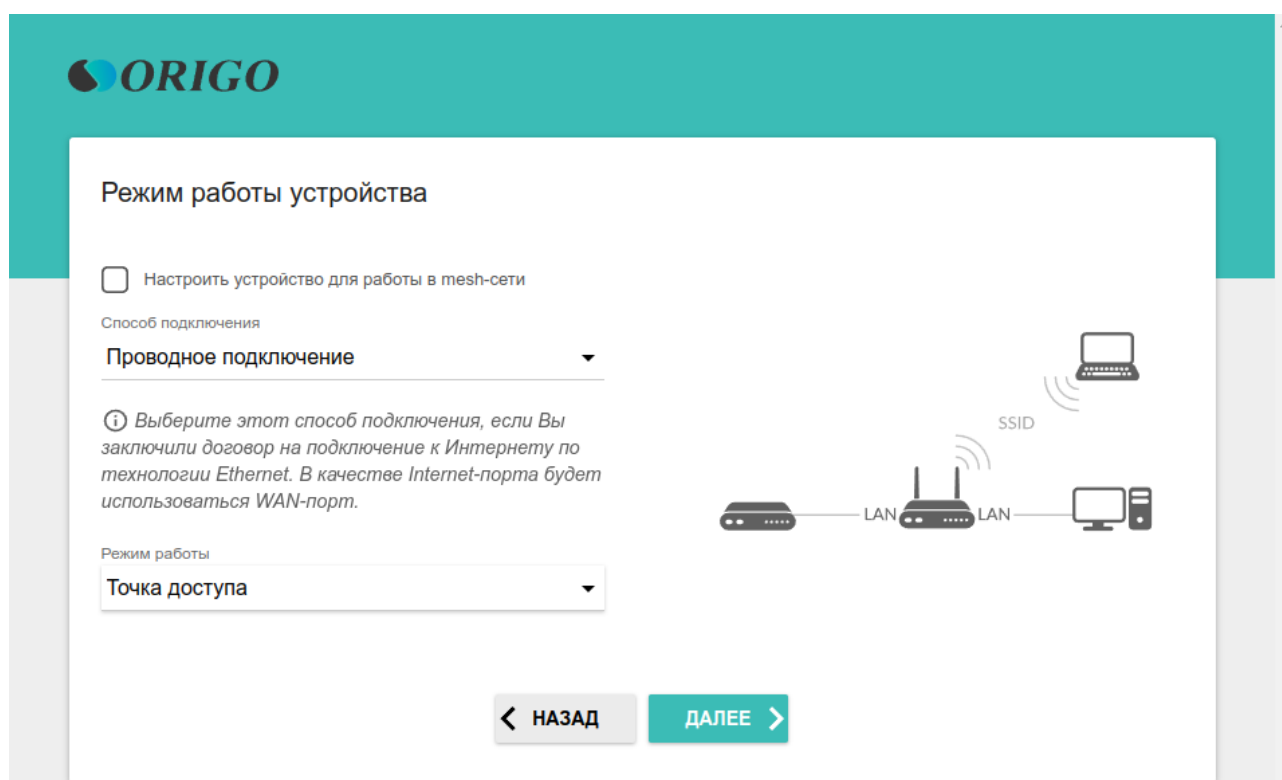 ORIGO
Режим работы устройства
Настроить устройство для работы в mesh-сети
Способ подключения
Проводное подключение
Выберите этот способ подключения, если Вы
заключили договор на подключение к Интернету по
технологии Ethernet. В качестве Internet-порта будет
использоваться WAN-порт.
SSID
LAN
LAN
Режим работы
Точка доступа
НАЗАД
ДАЛЕЕ